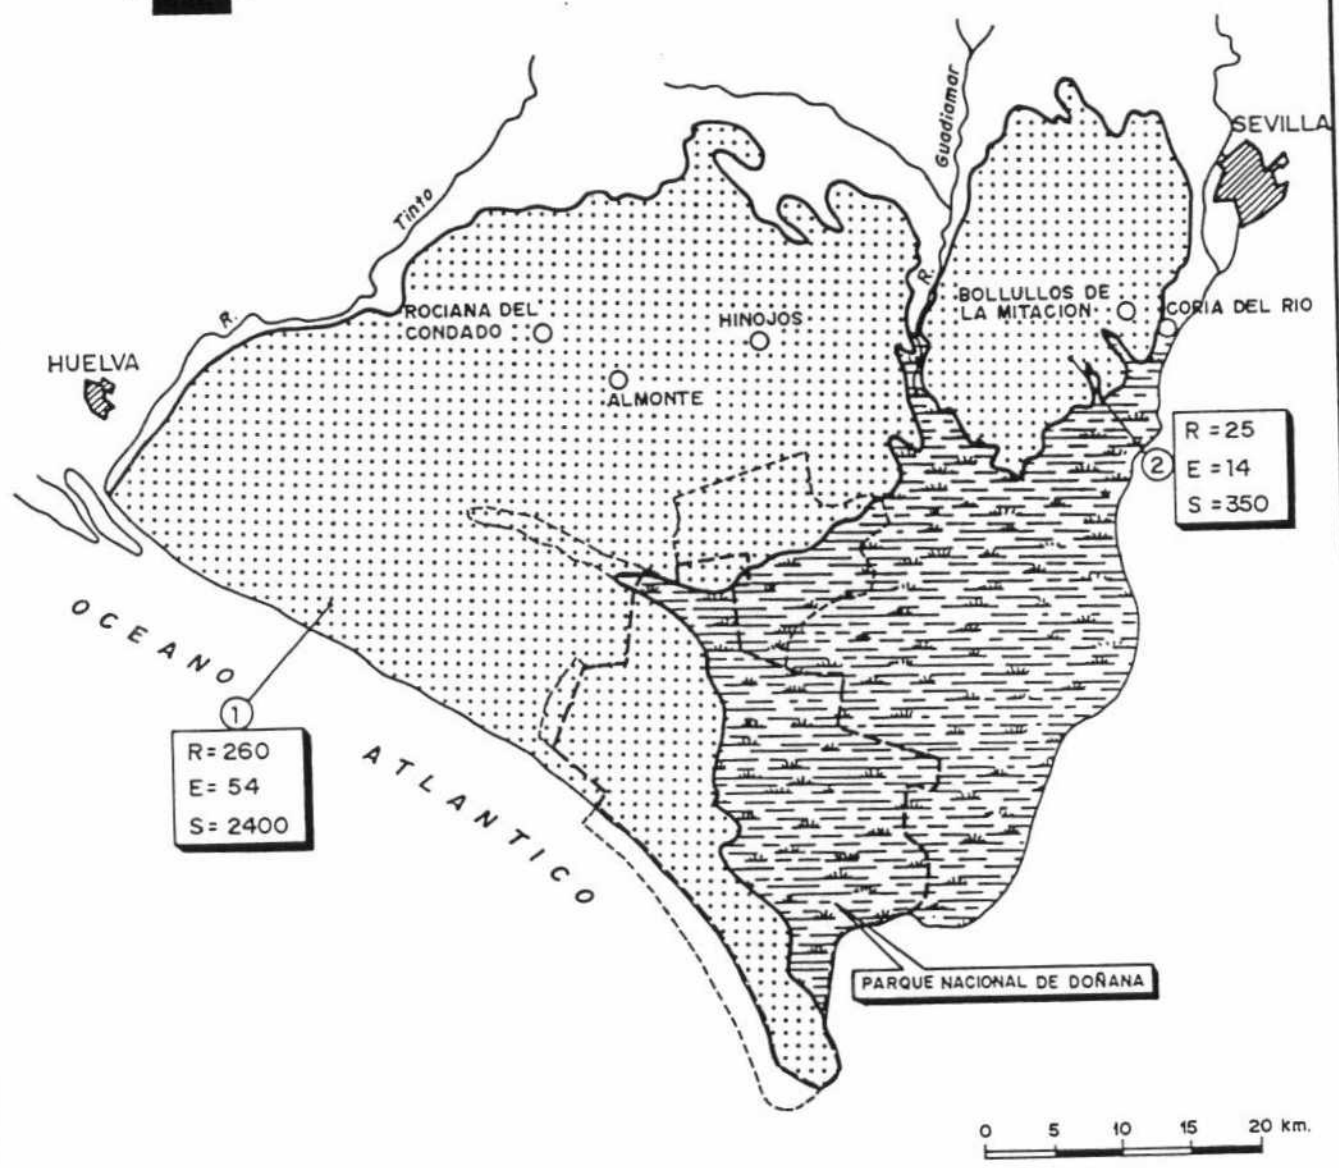 SEVILLA
Guadiamar
R.
Tinto
R.
BOLLULLOS DE
LA MITACION
CORIA DEL RIO
ROCIANA DEL
CONDADO
HINOJOS
ALMONTE
HUELVA
2
R = 25
E = 14
S = 350
OCEANO
ATLANTICO
1
R= 260
E= 54
S= 2400
PARQUE NACIONAL DE DOÑANA
0 5 10 15 20 km.